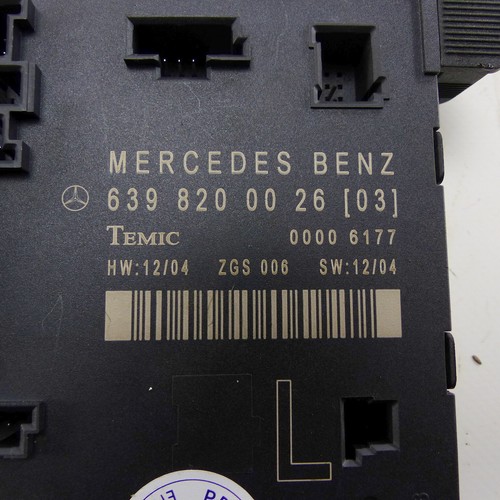 MERCEDES BENZ
639 820 00 26 [03]
TEMIC 0000 6177
HW:12/04 ZGS 006 SW:12/04
L